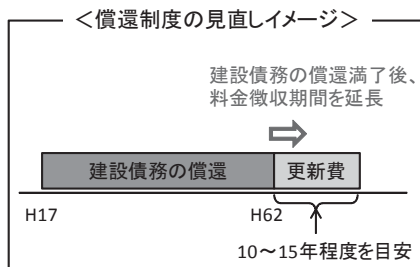 ＜償還制度の見直しイメージ＞
建設債務の償還満了後、
料金徴収期間を延長
建設債務の償還
更新費
H17
H62
10～15年程度を目安